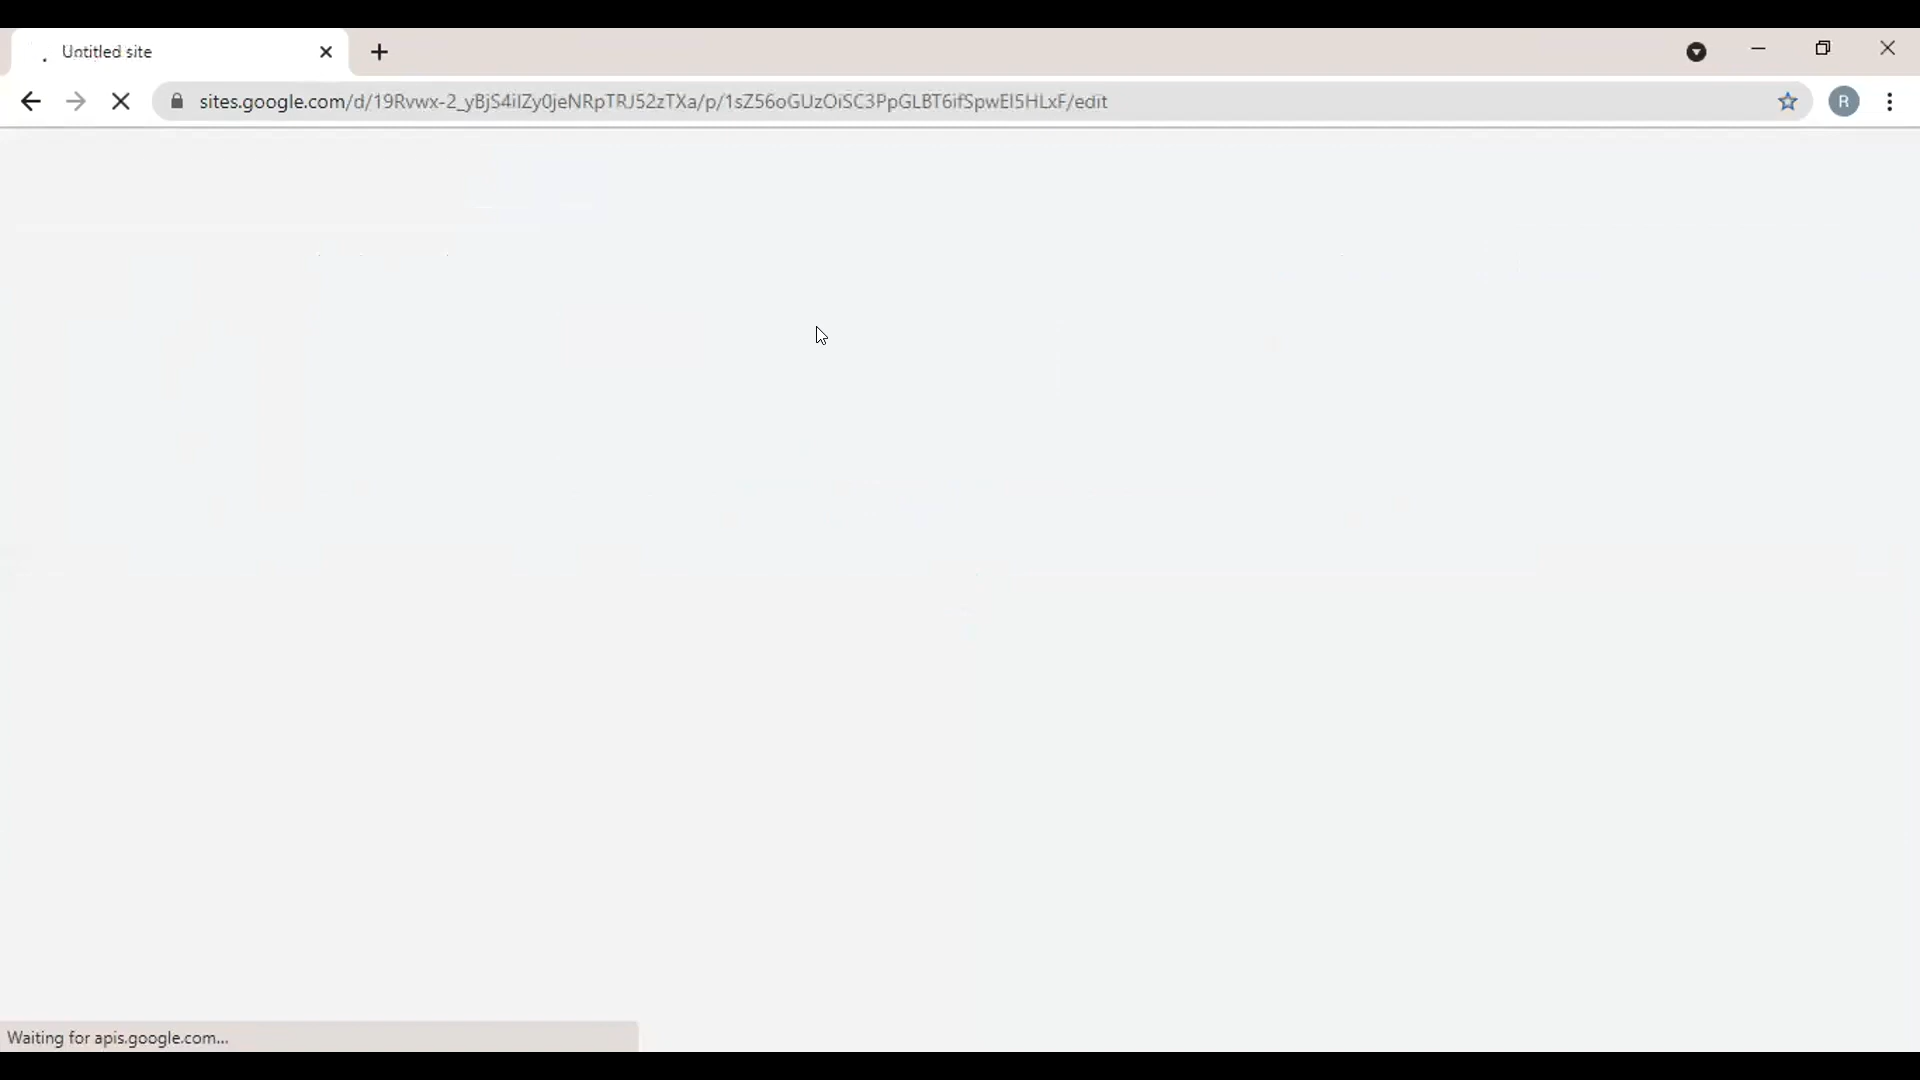 Untitled site
sites.google.com/d/19Rvwx-2_yBjS4iIZy0jeNRpTRJ52zTXa/p/1sZ56oGUzOiSC3PpGLBT6ifSpwEI5HLxF/edit
R
Waiting for apis.google.com...